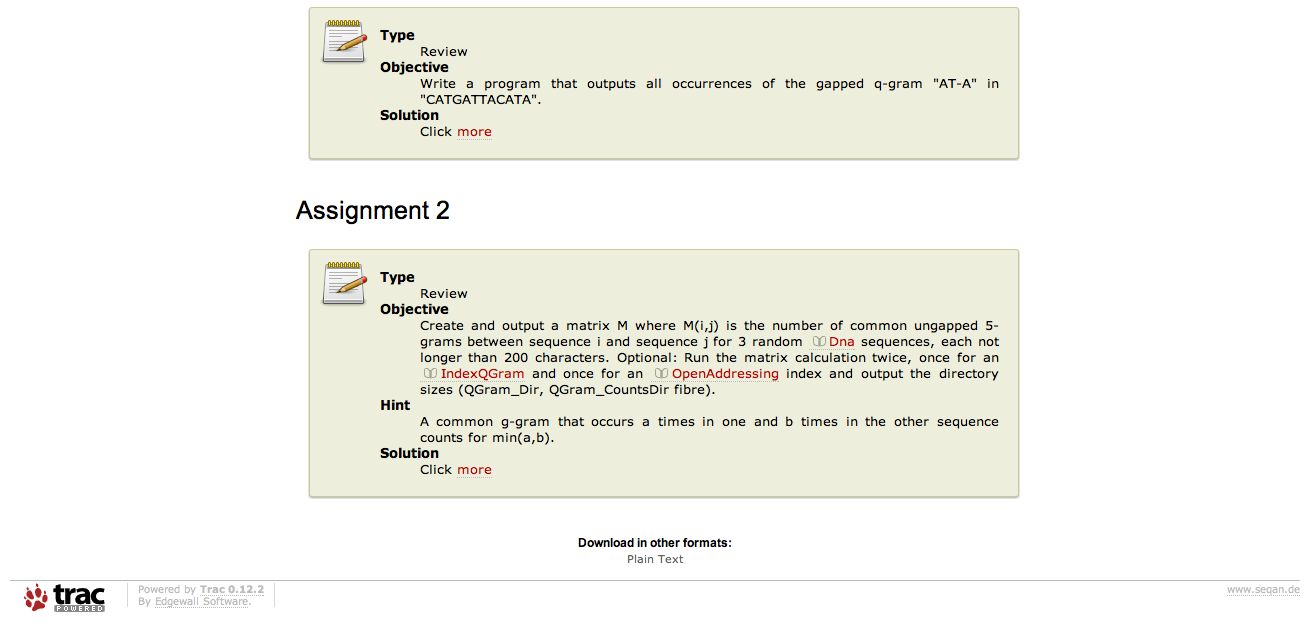 Type
Review
Objective
Write a program that outputs all occurrences of the gapped q-gram "AT-A" in
"CATGATTACATA".
Solution
Click more
Assignment 2
Type
Review
Objective
Create and output a matrix M where M(i,j) is the number of common ungapped 5-
grams between sequence i and sequence j for 3 random Dna sequences, each not
longer than 200 characters. Optional: Run the matrix calculation twice, once for an
IndexQGram and once for an OpenAddressing index and output the directory
sizes (QGram_Dir, QGram_CountsDir fibre).
Hint
A common g-gram that occurs a times in one and b times in the other sequence
counts for min(a,b).
Solution
Click more
Download in other formats:
Plain Text
trac
POWERED
Powered by Trac 0.12.2
By Edgewall Software.
www.seqan.de